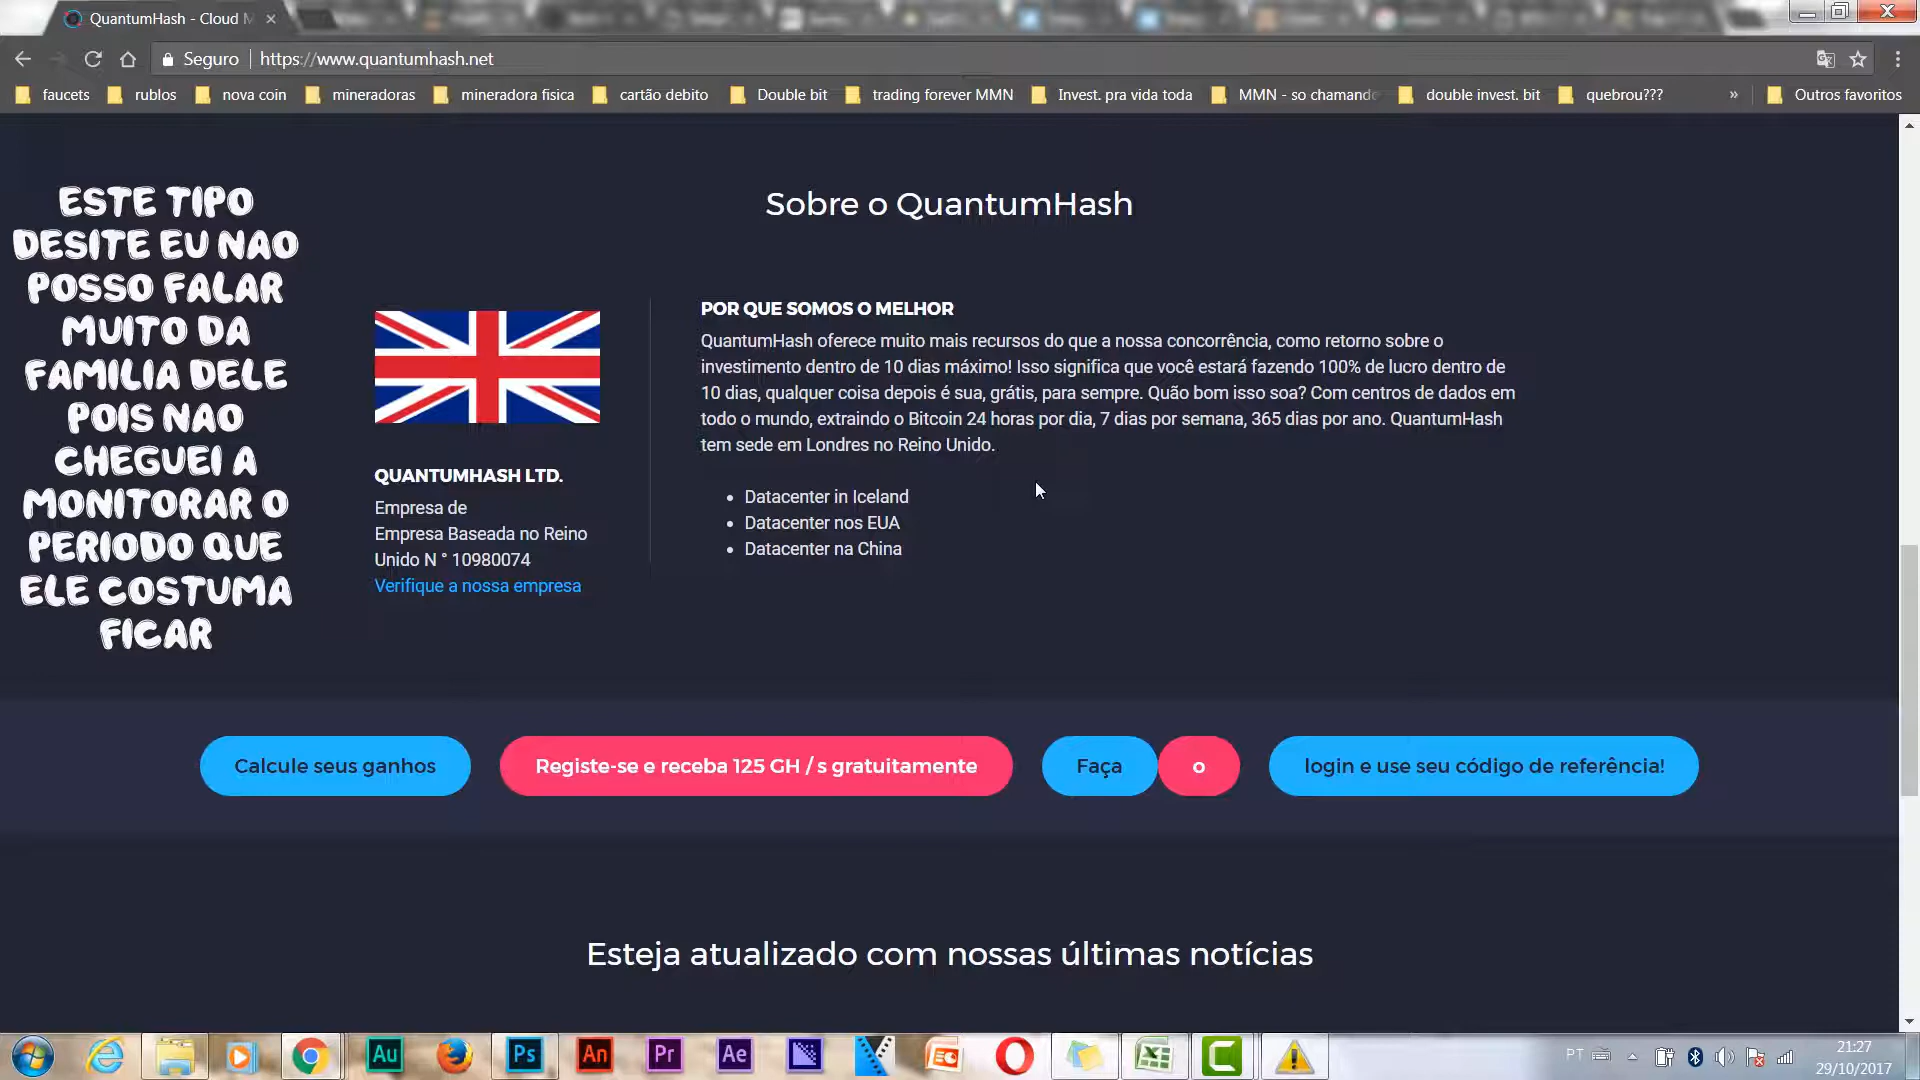 QuantumHash - Cloud M
Seguro
https://www.quantumhash.net
faucets
rublos
nova coin
mineradoras
mineradora fisica
cartão debito
Double bit
trading forever MMN
Invest. pra vida toda
MMN - so chamando
double invest. bit
quebrou???
»
Outros favoritos
ESTE TIPO
DESITE EU NAO
POSSO FALAR
MUITO DA
FAMILIA DELE
POIS NAO
CHEGUEI A
MONITORAR O
PERIODO QUE
ELE COSTUMA
FICAR
Sobre o QuantumHash
QUANTUMHASH LTD.
Empresa de
Empresa Baseada no Reino
Unido N ° 10980074
Verifique a nossa empresa
POR QUE SOMOS O MELHOR
QuantumHash oferece muito mais recursos do que a nossa concorrência, como retorno sobre o
investimento dentro de 10 dias máximo! Isso significa que você estará fazendo 100% de lucro dentro de
10 dias, qualquer coisa depois é sua, grátis, para sempre. Quão bom isso soa? Com centros de dados em
todo o mundo, extraindo o Bitcoin 24 horas por dia, 7 dias por semana, 365 dias por ano. QuantumHash
tem sede em Londres no Reino Unido.
• Datacenter in Iceland
• Datacenter nos EUA
• Datacenter na China
Calcule seus ganhos
Registe-se e receba 125 GH / s gratuitamente
Faça
o
login e use seu código de referência!
Esteja atualizado com nossas últimas notícias
Au
Ps
An
Pr
Ae
PT
21:27
29/10/2017